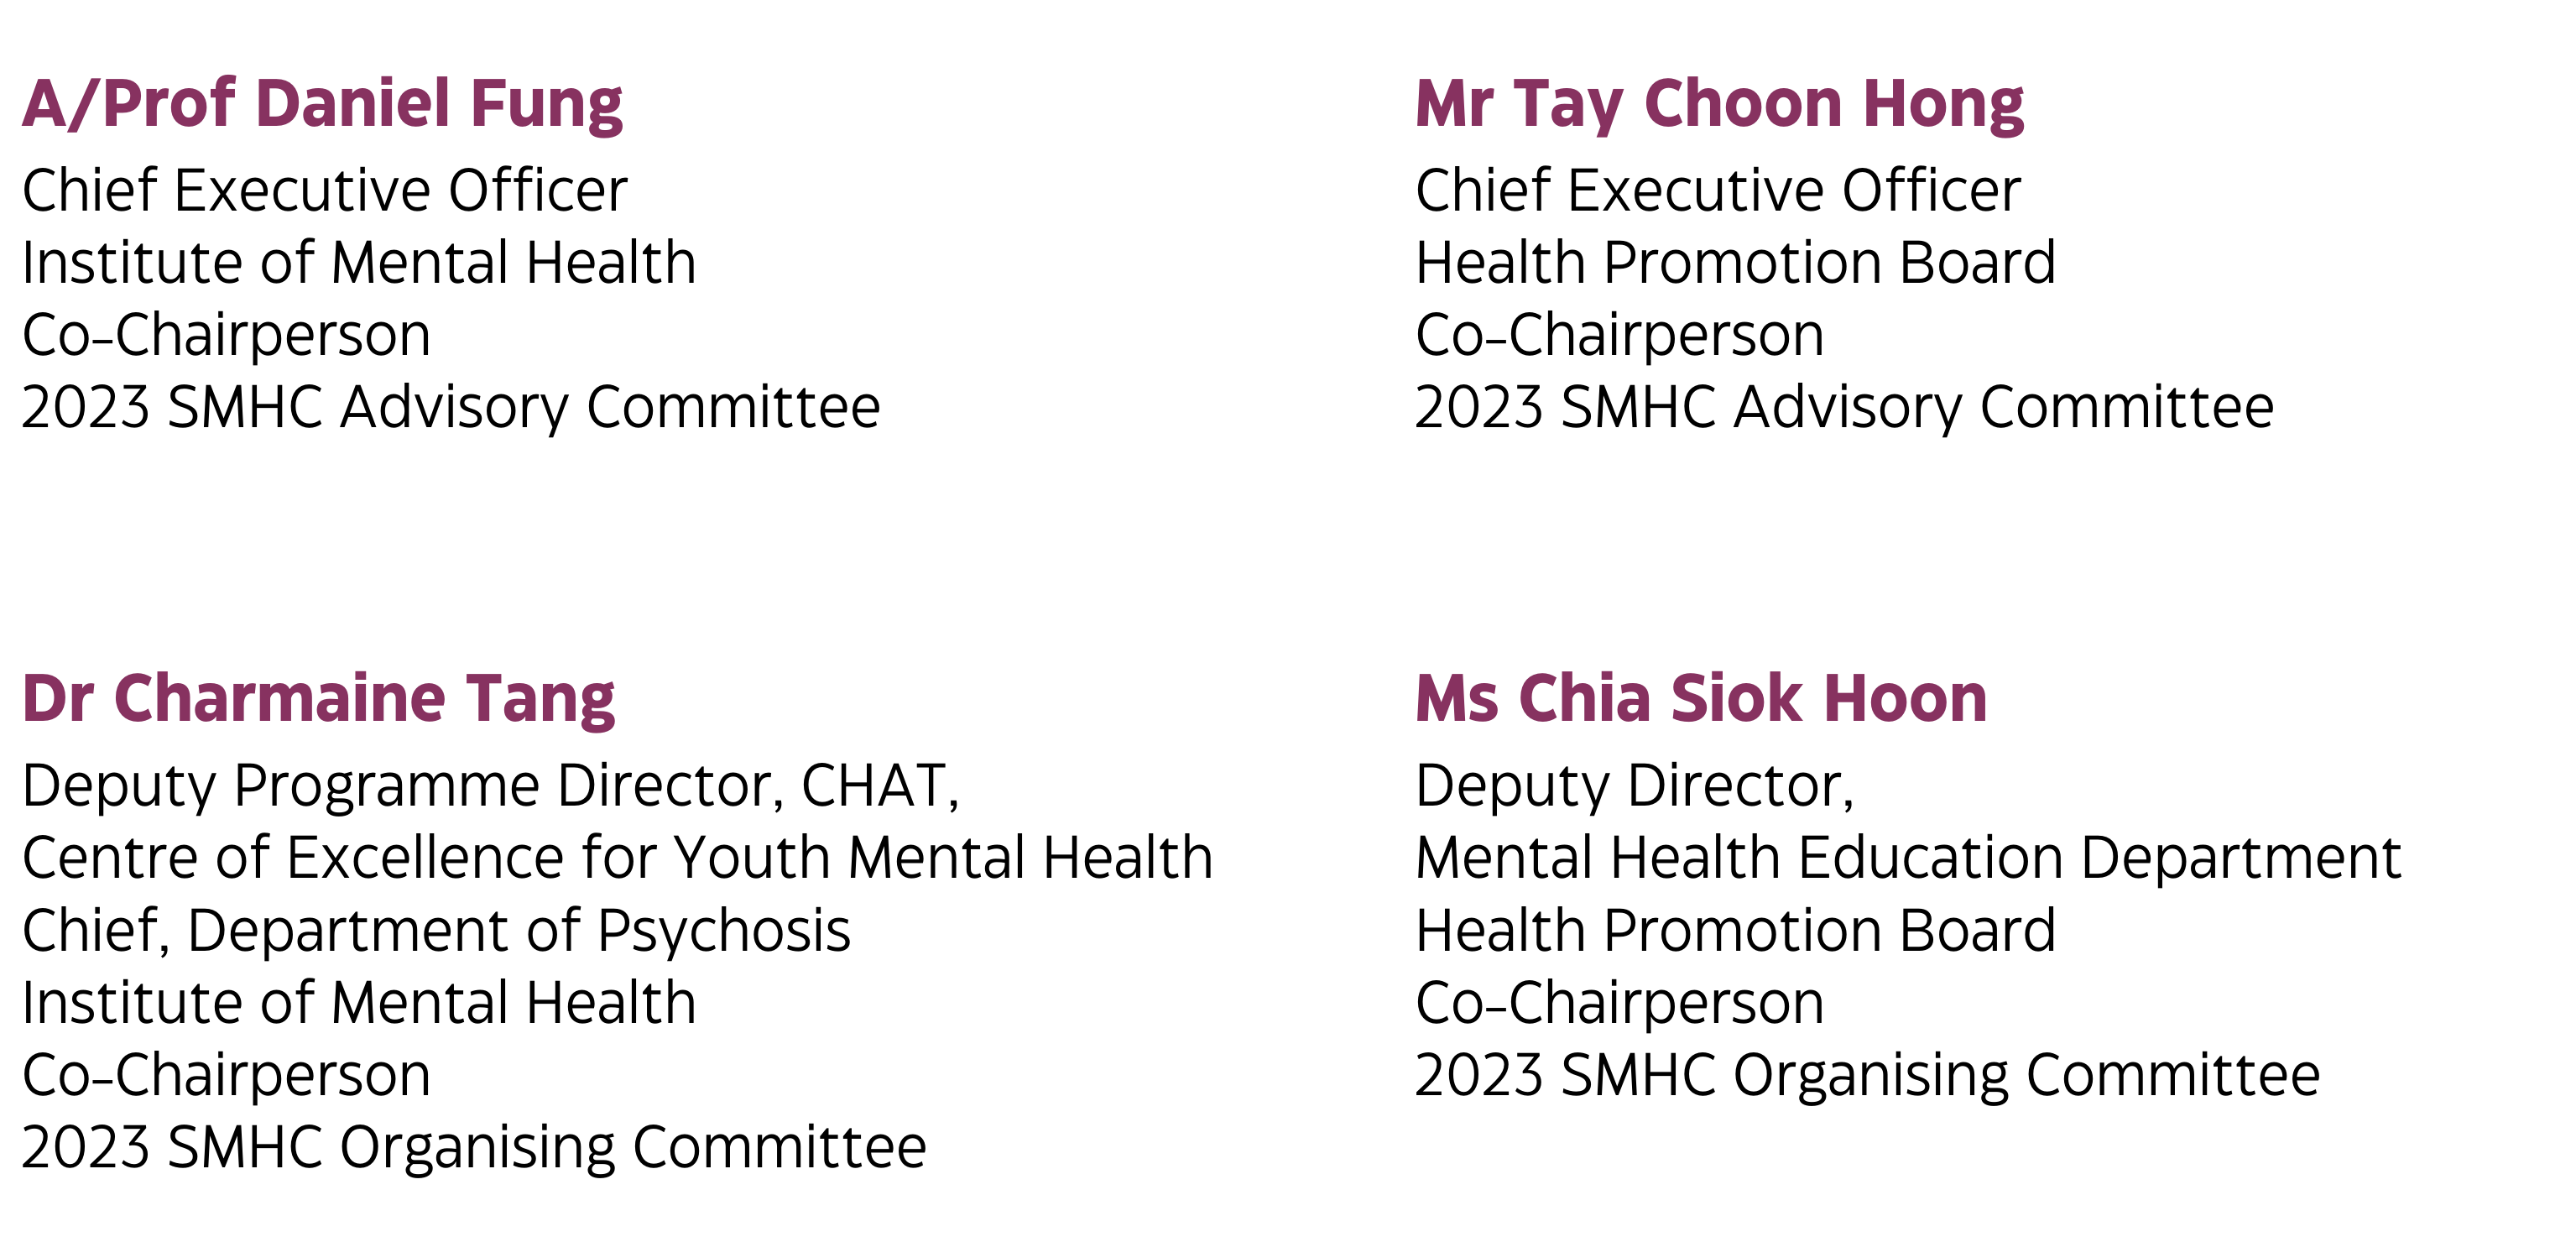 A/Prof Daniel Fung
Chief Executive Officer
Institute of Mental Health
Co-Chairperson
2023 SMHC Advisory Committee
Mr Tay Choon Hong
Chief Executive Officer
Health Promotion Board
Co-Chairperson
2023 SMHC Advisory Committee
Dr Charmaine Tang
Deputy Programme Director, CHAT,
Centre of Excellence for Youth Mental Health
Chief, Department of Psychosis
Institute of Mental Health
Co-Chairperson
2023 SMHC Organising Committee
Ms Chia Siok Hoon
Deputy Director,
Mental Health Education Department
Health Promotion Board
Co-Chairperson
2023 SMHC Organising Committee